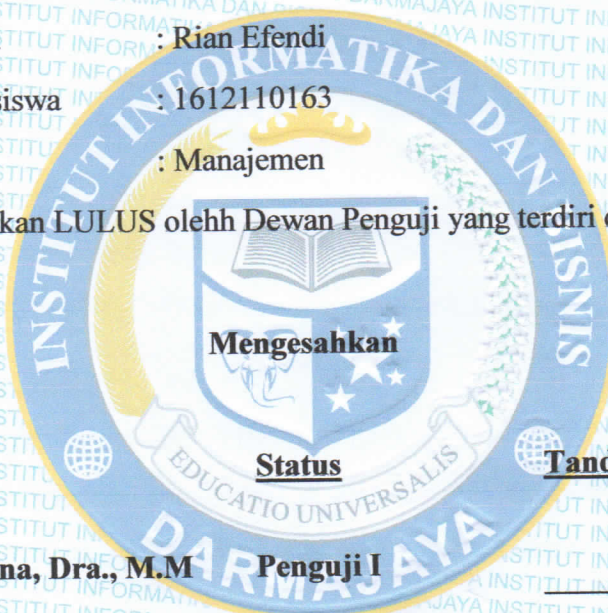 : Rian Efendi
siswa : 1612110163
: Manajemen
kan LULUS olehh Dewan Penguji yang terdiri
Mengesahkan
Status Tand
na, Dra., M.M Penguji I
INSTITUT INFORMATIKA DAN BISNIS
EDUCATIO UNIVERSALIS
DARMAJAYA